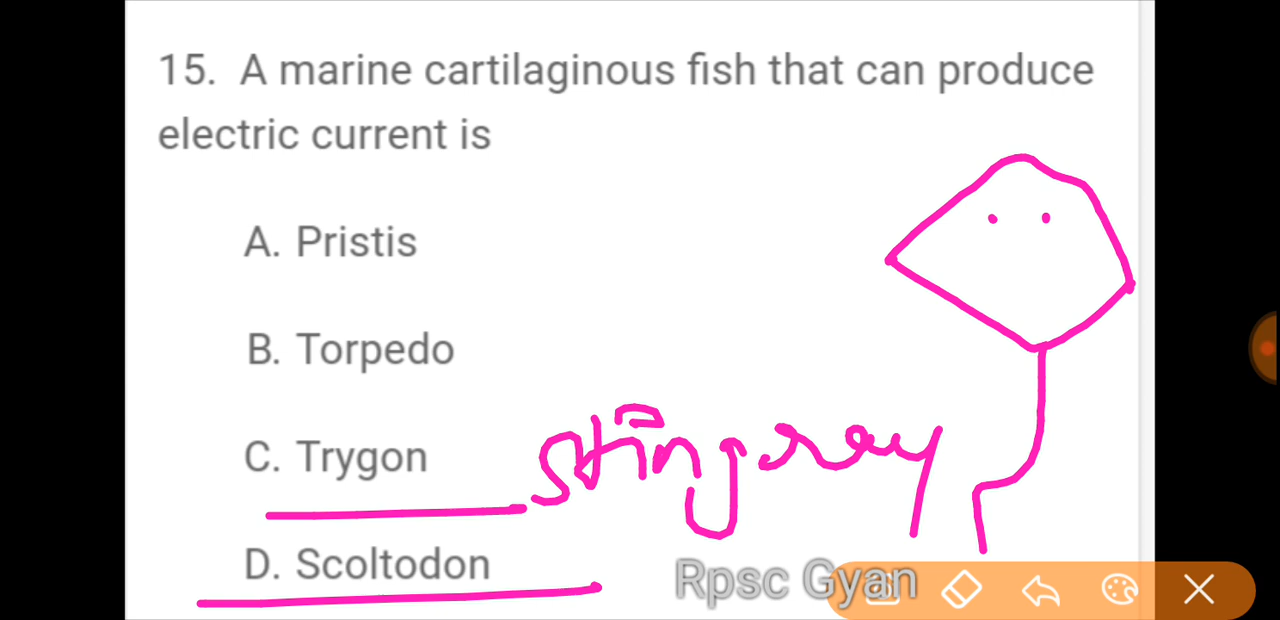 15. A marine cartilaginous fish that can produce
electric current is
A. Pristis
B. Torpedo
C. Trygon
stingray
D. Scoltodon
Rpsc Gyan